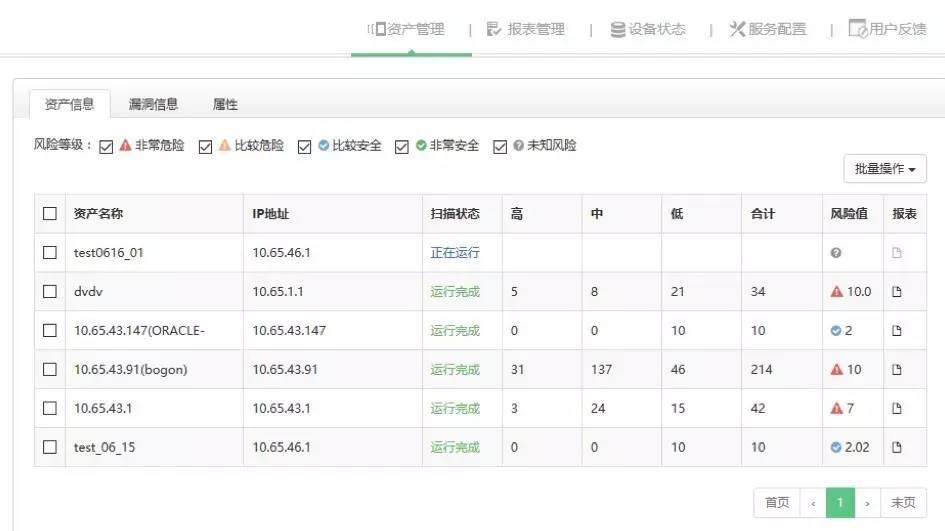 资产管理 | 报表管理 | 设备状态 | 服务配置 | 用户反馈
资产信息 漏洞信息 属性
风险等级： 非常危险 比较危险 比较安全 非常安全 未知风险
批量操作
资产名称 IP地址 扫描状态 高 中 低 合计 风险值 报表
test0616_01 10.65.46.1 正在运行
dvdv 10.65.1.1 运行完成 5 8 21 34 10.0
10.65.43.147(ORACLE- 10.65.43.147 运行完成 0 0 10 10 2
10.65.43.91(bogon) 10.65.43.91 运行完成 31 137 46 214 10
10.65.43.1 10.65.43.1 运行完成 3 24 15 42 7
test_06_15 10.65.46.1 运行完成 0 0 10 10 2.02
首页 ‹ 1 › 末页